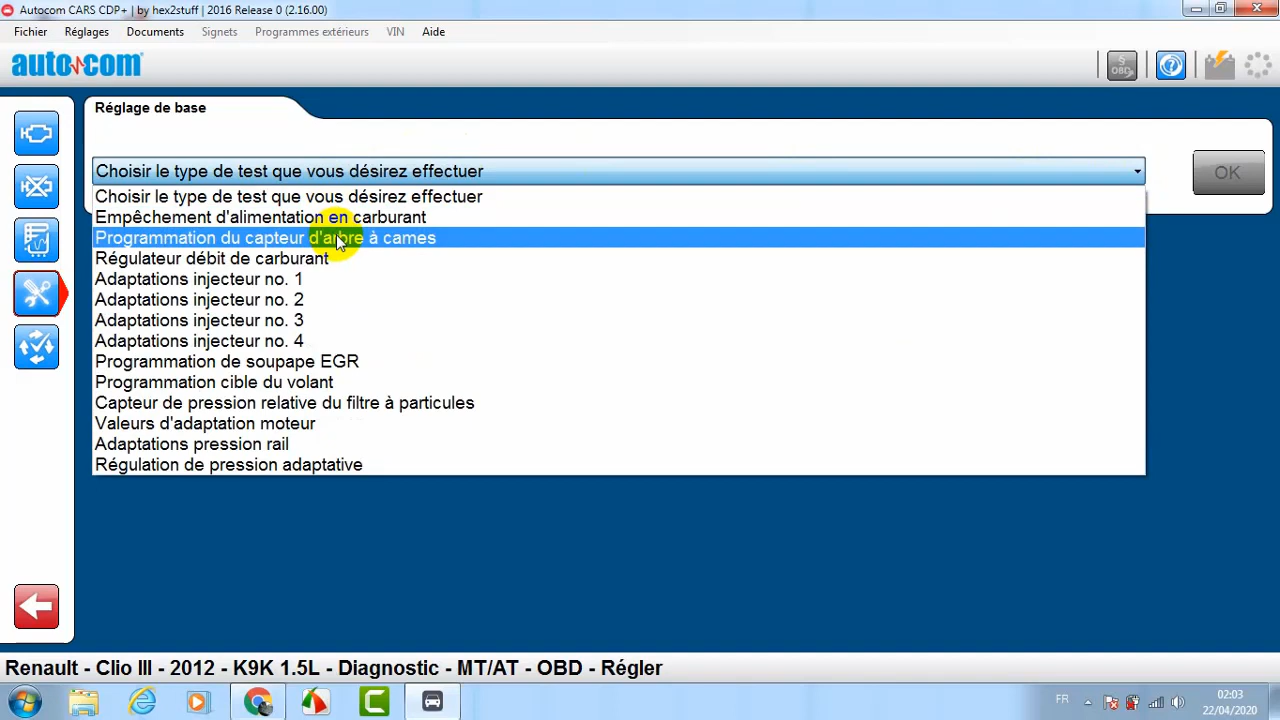 Autocom CARS CDP+ | by hex2stuff | 2016 Release 0 (2.16.00)
Fichier Réglages Documents Signets Programmes extérieurs VIN Aide
autocom
OBD
Réglage de base
Choisir le type de test que vous désirez effectuer
OK
Choisir le type de test que vous désirez effectuer
Empêchement d'alimentation en carburant
Programmation du capteur d'arbre à cames
Régulateur débit de carburant
Adaptations injecteur no. 1
Adaptations injecteur no. 2
Adaptations injecteur no. 3
Adaptations injecteur no. 4
Programmation de soupape EGR
Programmation cible du volant
Capteur de pression relative du filtre à particules
Valeurs d'adaptation moteur
Adaptations pression rail
Régulation de pression adaptative
Renault - Clio III - 2012 - K9K 1.5L - Diagnostic - MT/AT - OBD - Régler
FR
02:03
22/04/2020